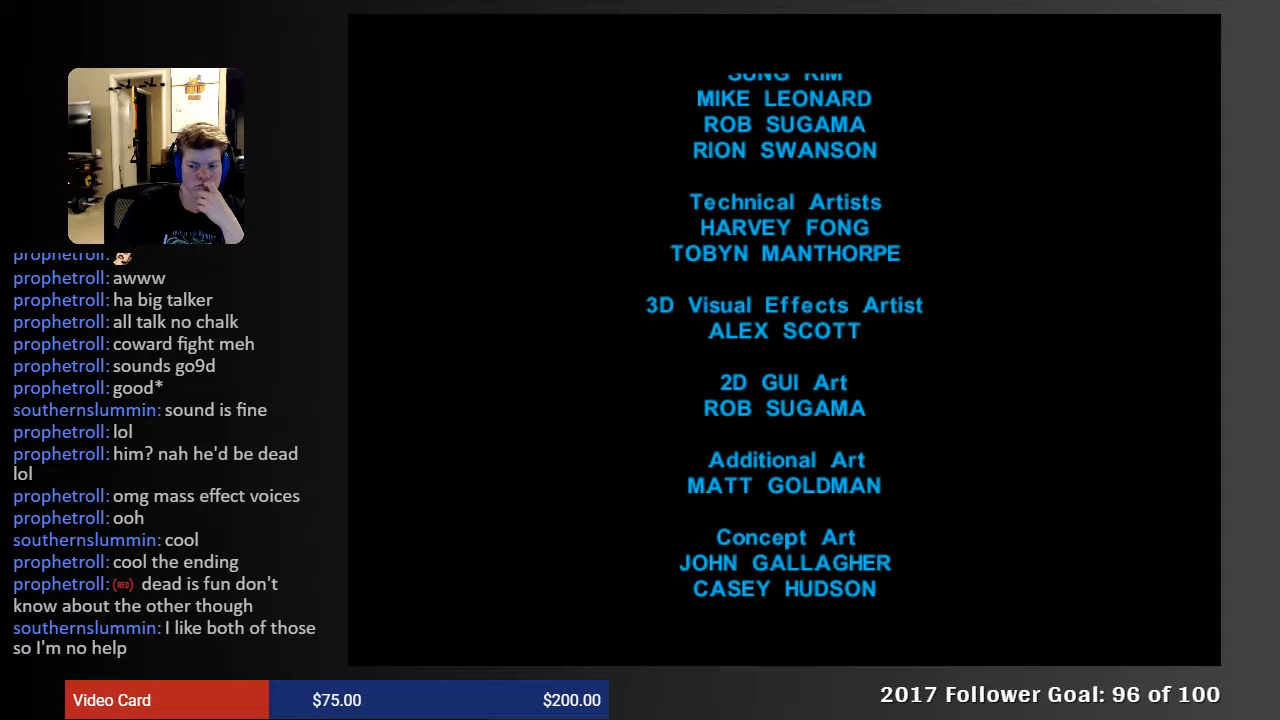 prophetroll:
prophetroll: awww
prophetroll: ha big talker
prophetroll: all talk no chalk
prophetroll: coward fight meh
prophetroll: sounds go9d
prophetroll: good*
southernslummin: sound is fine
prophetroll: lol
prophetroll: him? nah he'd be dead
lol
prophetroll: omg mass effect voices
prophetroll: ooh
southernslummin: cool
prophetroll: cool the ending
prophetroll: (RED) dead is fun don't
know about the other though
southernslummin: I like both of those
so I'm no help
SUNG KIM
MIKE LEONARD
ROB SUGAMA
RION SWANSON
Technical Artists
HARVEY FONG
TOBYN MANTHORPE
3D Visual Effects Artist
ALEX SCOTT
2D GUI Art
ROB SUGAMA
Additional Art
MATT GOLDMAN
Concept Art
JOHN GALLAGHER
CASEY HUDSON
Video Card $75.00 $200.00
2017 Follower Goal: 96 of 100